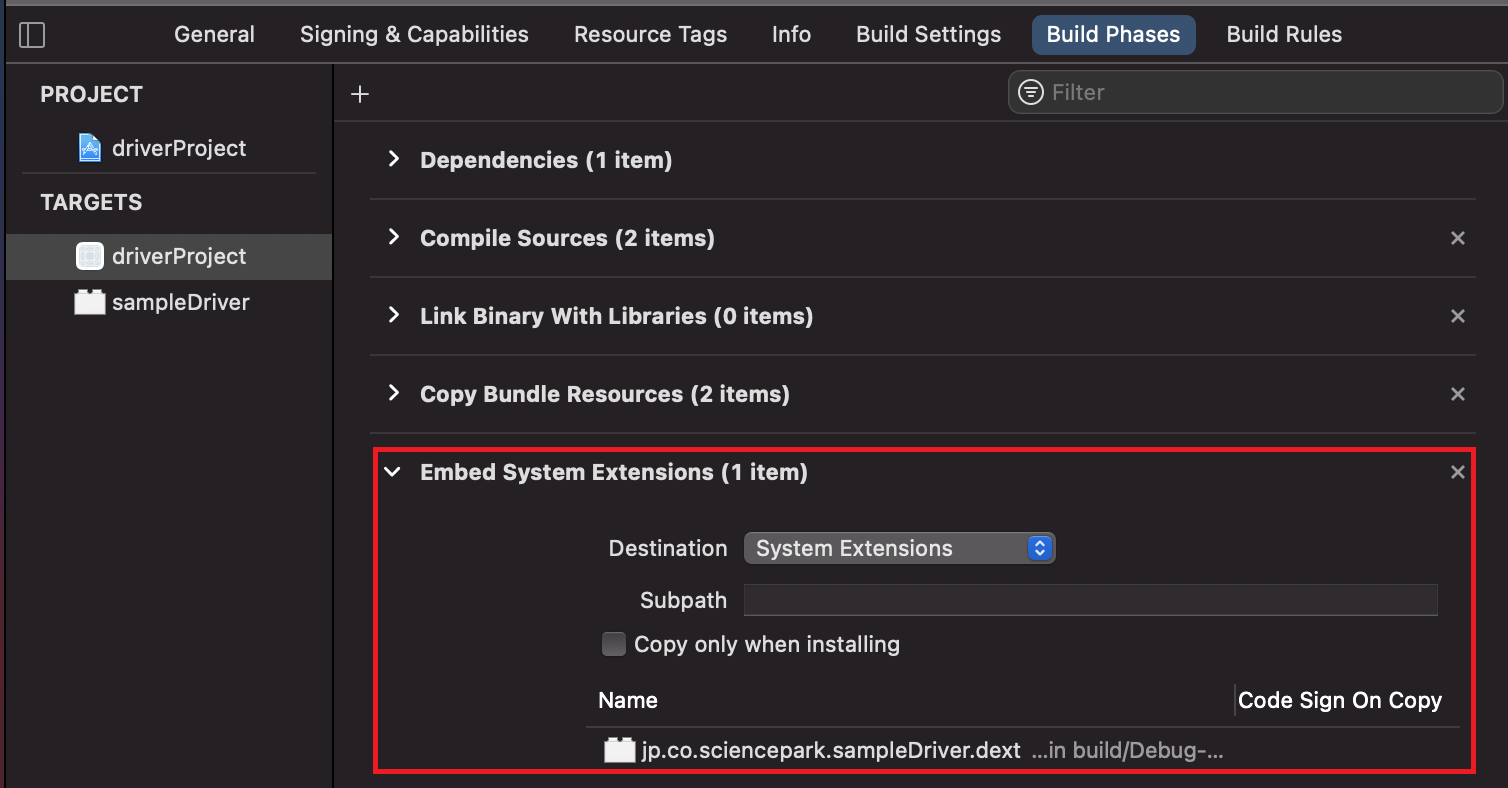 General Signing & Capabilities Resource Tags Info Build Settings Build Phases Build Rules
PROJECT
driverProject
TARGETS
driverProject
sampleDriver
Filter
Dependencies (1 item)
Compile Sources (2 items)
Link Binary With Libraries (0 items)
Copy Bundle Resources (2 items)
Embed System Extensions (1 item)
Destination System Extensions
Subpath
Copy only when installing
Name Code Sign On Copy
jp.co.sciencepark.sampleDriver.dext ...in build/Debug-...